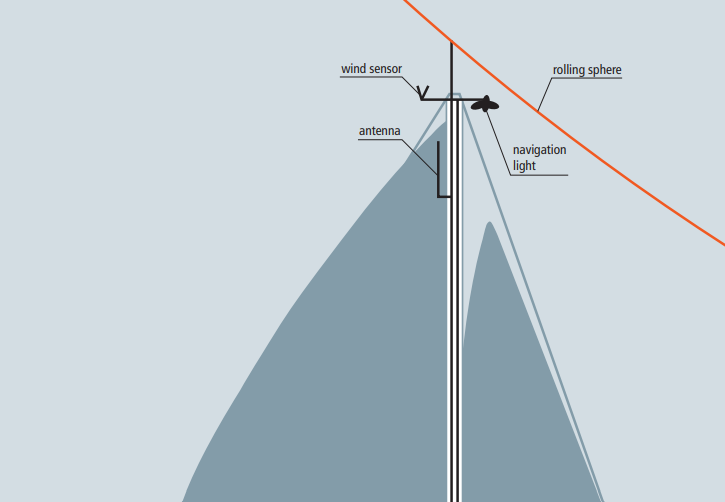 wind sensor
rolling sphere
antenna
navigation
light